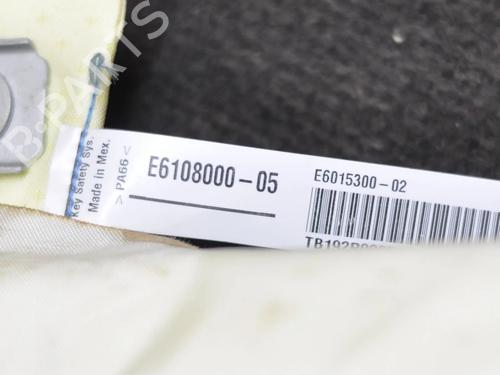 B-PARTS
Key Safety Sys.
Made in Mex.
> PA66 <
E6108000-05
E6015300-02